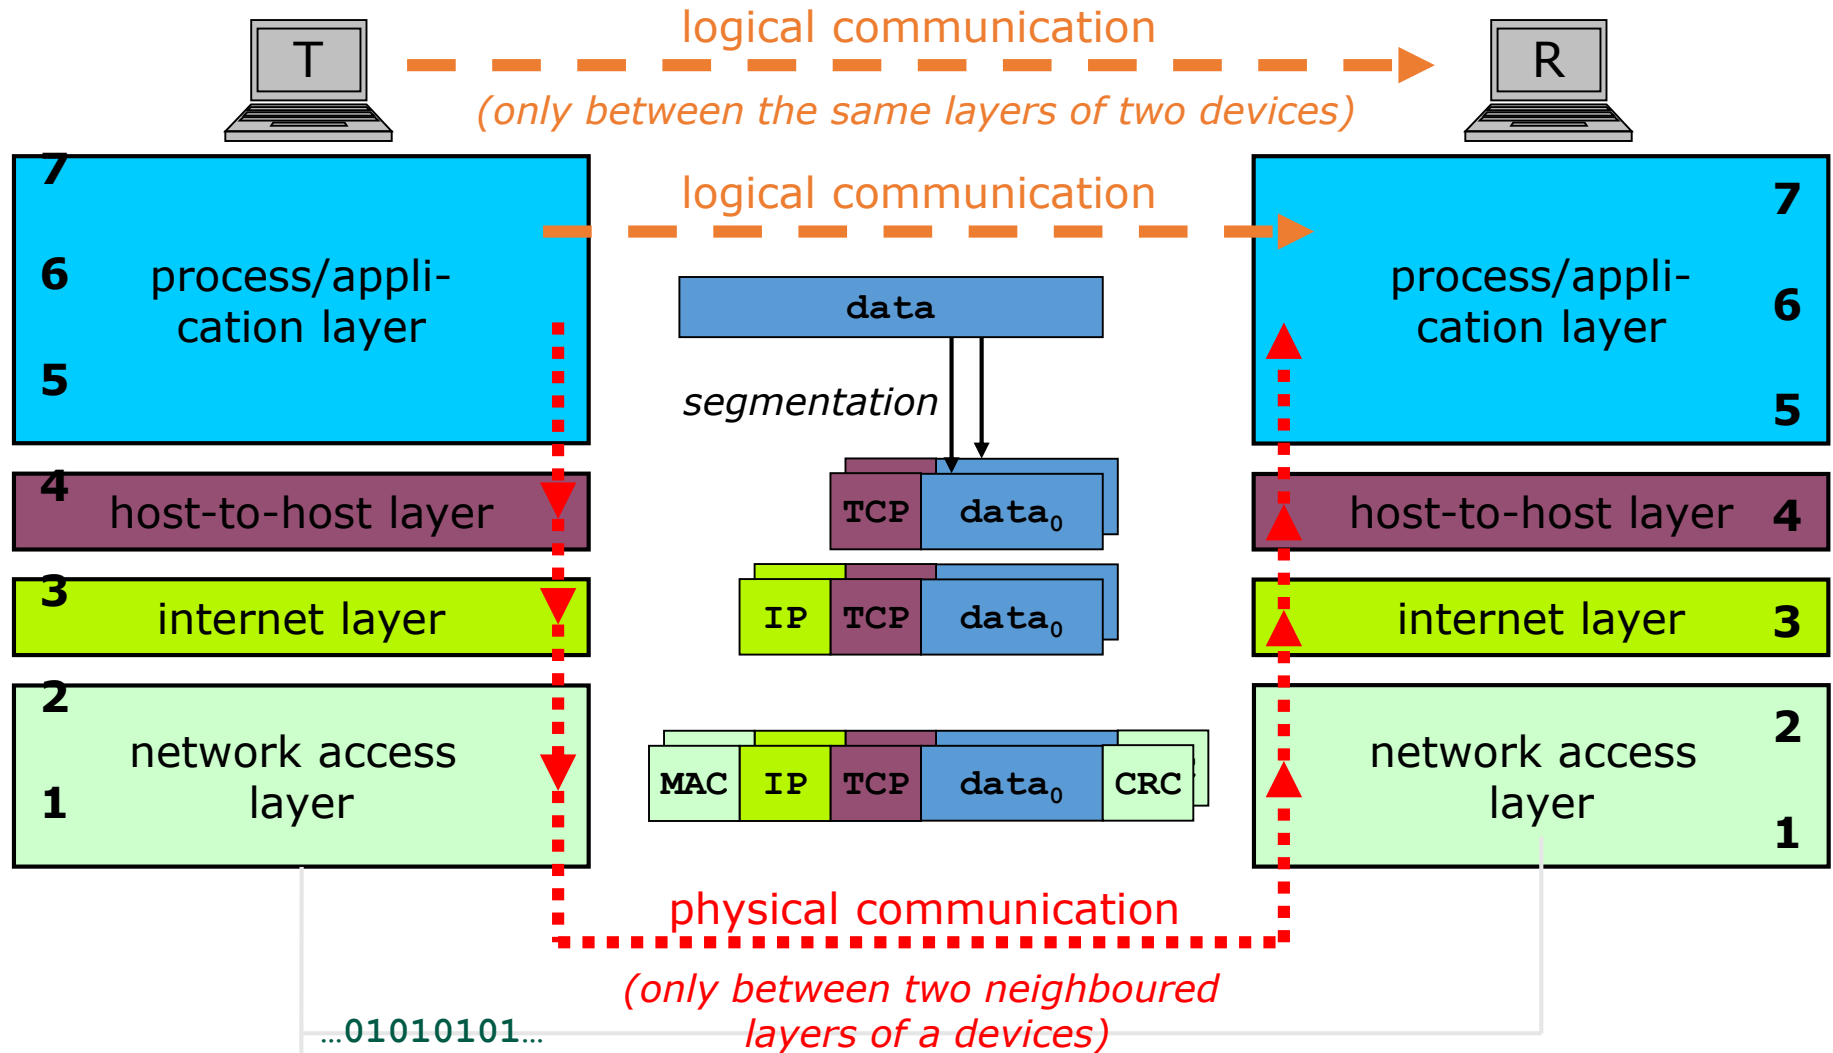 T
logical communication
R
(only between the same layers of two devices)
7
6
5
process/appli-
cation layer
logical communication
7
6
5
process/appli-
cation layer
data
segmentation
4
host-to-host layer
TCP data0
host-to-host layer
4
3
internet layer
IP TCP data0
internet layer
3
2
1
network access
layer
MAC IP TCP data0 CRC
network access
layer
2
1
physical communication
(only between two neighboured
layers of a devices)
...01010101...